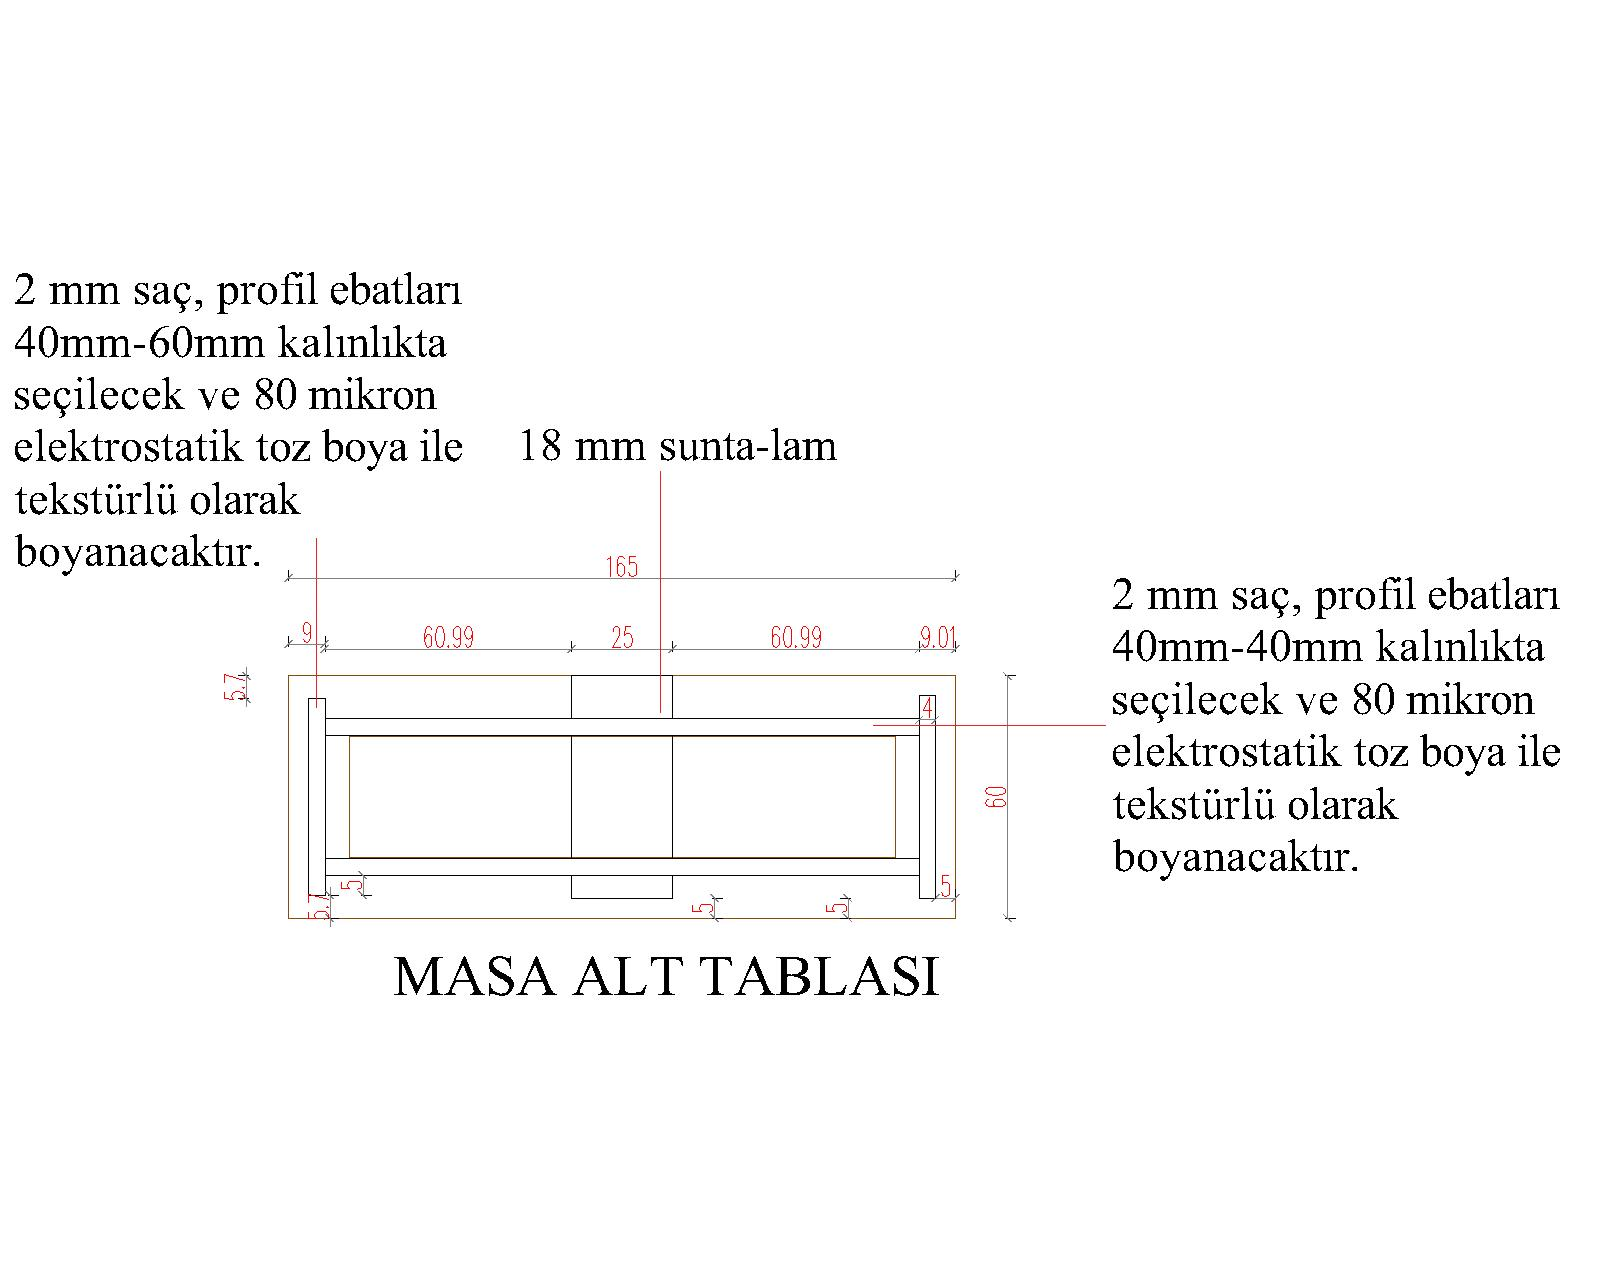 2 mm saç, profil ebatları
40mm-60mm kalınlıkta
seçilecek ve 80 mikron
elektrostatik toz boya ile
tekstürlü olarak
boyanacaktır.
18 mm sunta-lam
165
9
60.99
25
60.99
9.01
5.7
4
2 mm saç, profil ebatları
40mm-40mm kalınlıkta
seçilecek ve 80 mikron
elektrostatik toz boya ile
tekstürlü olarak
boyanacaktır.
60
5
5.7
5
5
5
MASA ALT TABLASI